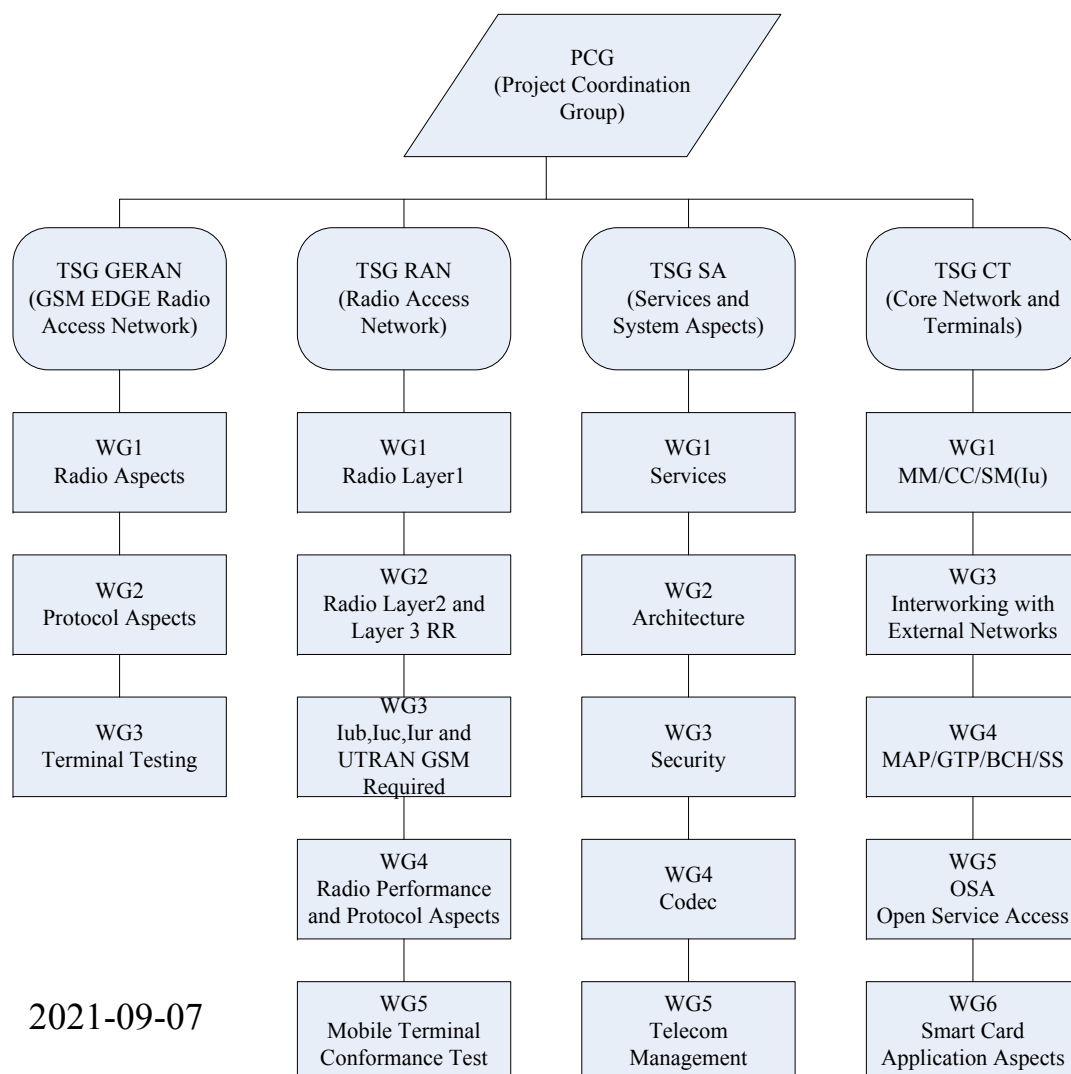 PCG
(Project Coordination
Group)
TSG GERAN
(GSM EDGE Radio
Access Network)
TSG RAN
(Radio Access
Network)
TSG SA
(Services and
System Aspects)
TSG CT
(Core Network and
Terminals)
WG1
Radio Aspects
WG1
Radio Layer1
WG1
Services
WG1
MM/CC/SM(Iu)
WG2
Protocol Aspects
WG2
Radio Layer2 and
Layer 3 RR
WG2
Architecture
WG3
Interworking with
External Networks
WG3
Terminal Testing
WG3
Iub,Iuc,Iur and
UTRAN GSM
Required
WG3
Security
WG4
MAP/GTP/BCH/SS
WG4
Radio Performance
and Protocol Aspects
WG4
Codec
WG5
OSA
Open Service Access
2021-09-07
WG5
Mobile Terminal
Conformance Test
WG5
Telecom
Management
WG6
Smart Card
Application Aspects